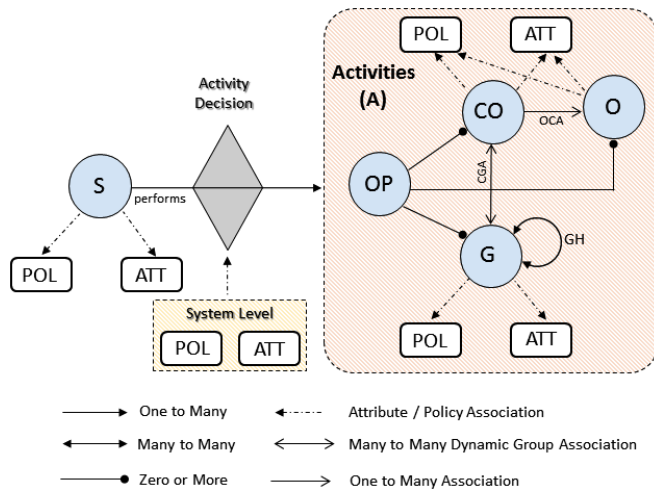 POL ATT
Activities
(A)
Activity
Decision
CO
O
OCA
S
performs
OP
CGA
G
GH
POL ATT
System Level
POL ATT
POL ATT
One to Many
Attribute / Policy Association
Many to Many
Many to Many Dynamic Group Association
Zero or More
One to Many Association